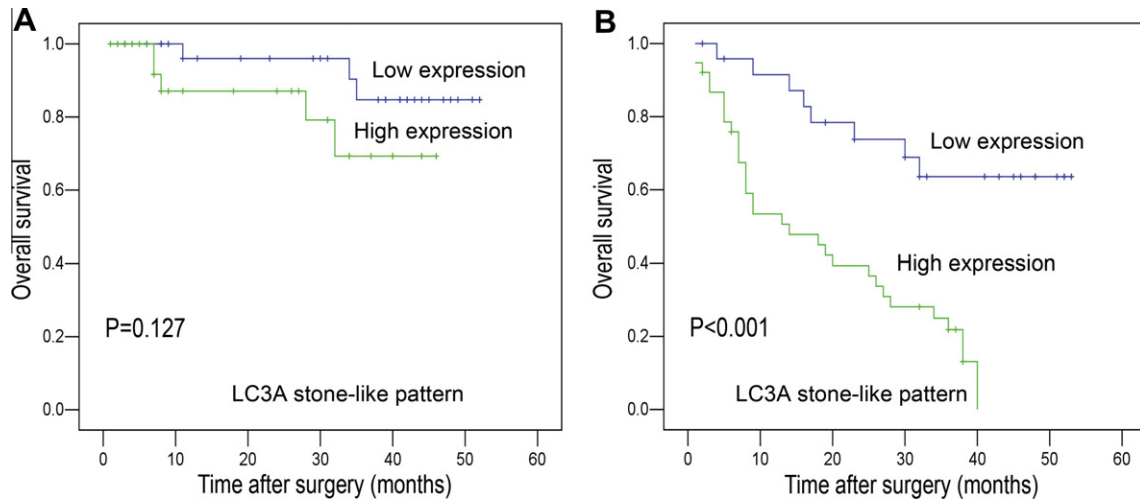 A
1.0
0.8
0.6
0.4
0.2
0.0
Overall survival
Low expression
High expression
P=0.127
LC3A stone-like pattern
0 10 20 30 40 50 60
Time after surgery (months)
B
1.0
0.8
0.6
0.4
0.2
0.0
Overall survival
Low expression
High expression
P<0.001
LC3A stone-like pattern
0 10 20 30 40 50 60
Time after surgery (months)